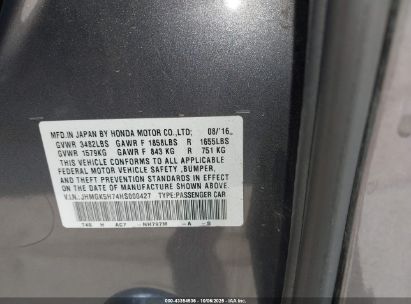 MFD.IN JAPAN BY HONDA MOTOR CO.,LTD; 08/'16
GVWR 3482LBS GAWR F 1858LBS R 1655LBS
GVWR 1579KG GAWR F 843 KG R 751 KG
THIS VEHICLE CONFORMS TO ALL APPLICABLE
FEDERAL MOTOR VEHICLE SAFETY ,BUMPER,
AND THEFT PREVENTION STANDARDS IN EFFECT
ON THE DATE OF MANUFACTURE SHOWN ABOVE.
V.I.N.: JHMGK5H74HS000427 TYPE:PASSENGER CAR
H AC7 NH797M -A -S